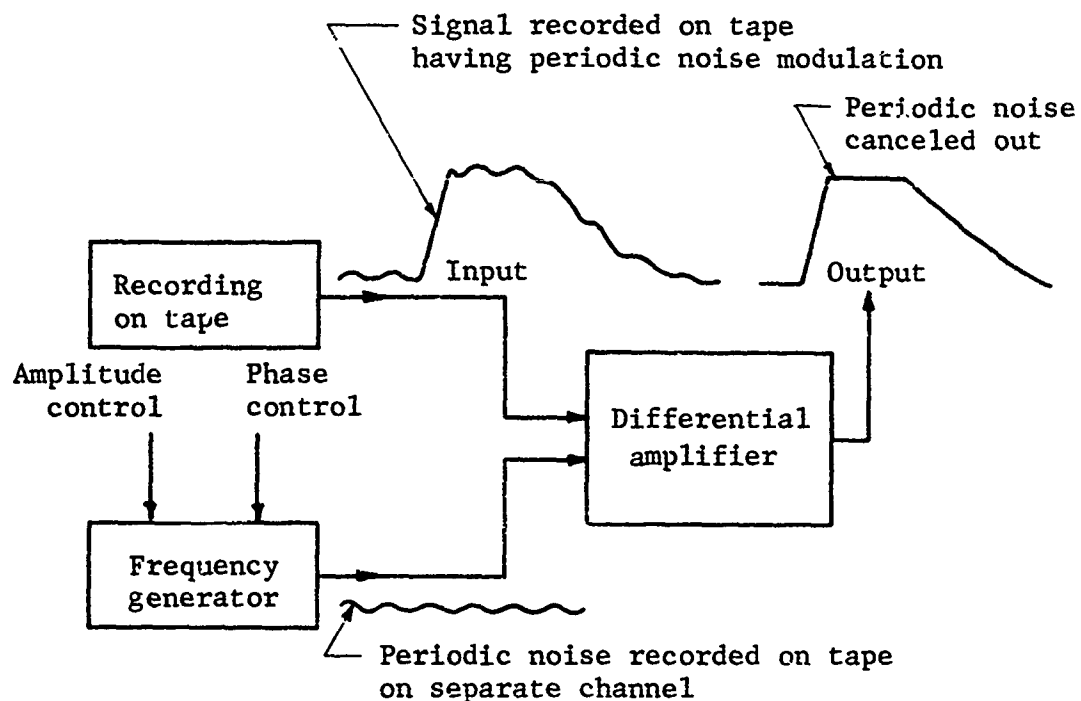 Signal recorded on tape
having periodic noise modulation
Periodic noise
canceled out
Input
Output
Recording
on tape
Amplitude
control
Phase
control
Differential
amplifier
Frequency
generator
Periodic noise recorded on tape
on separate channel